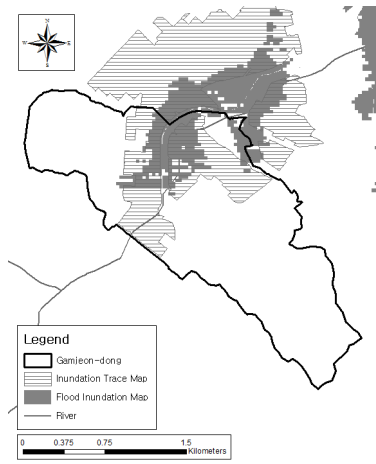 N
W E
S
Legend
Gamjeon-dong
Inundation Trace Map
Flood Inundation Map
River
0 0.375 0.75 1.5
Kilometers